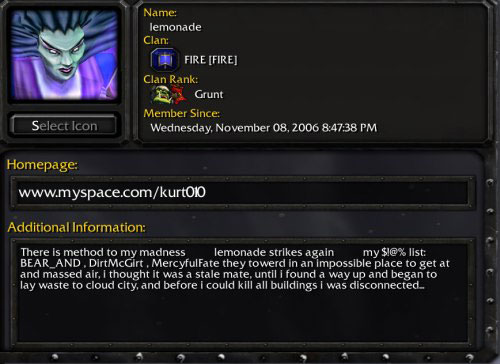 Name:
lemonade
Clan:
FIRE [FIRE]
Clan Rank:
Grunt
Member Since:
Wednesday, November 08, 2006 8:47:38 PM
Select Icon
Homepage:
www.myspace.com/kurt010
Additional Information:
There is method to my madness lemonade strikes again my $!@% list:
BEAR_AND , DirtMcGirt , MercyfulFate they towerd in an impossible place to get at
and massed air, i thought it was a stale mate, until i found a way up and began to
lay waste to cloud city, and before i could kill all buildings i was disconnected...